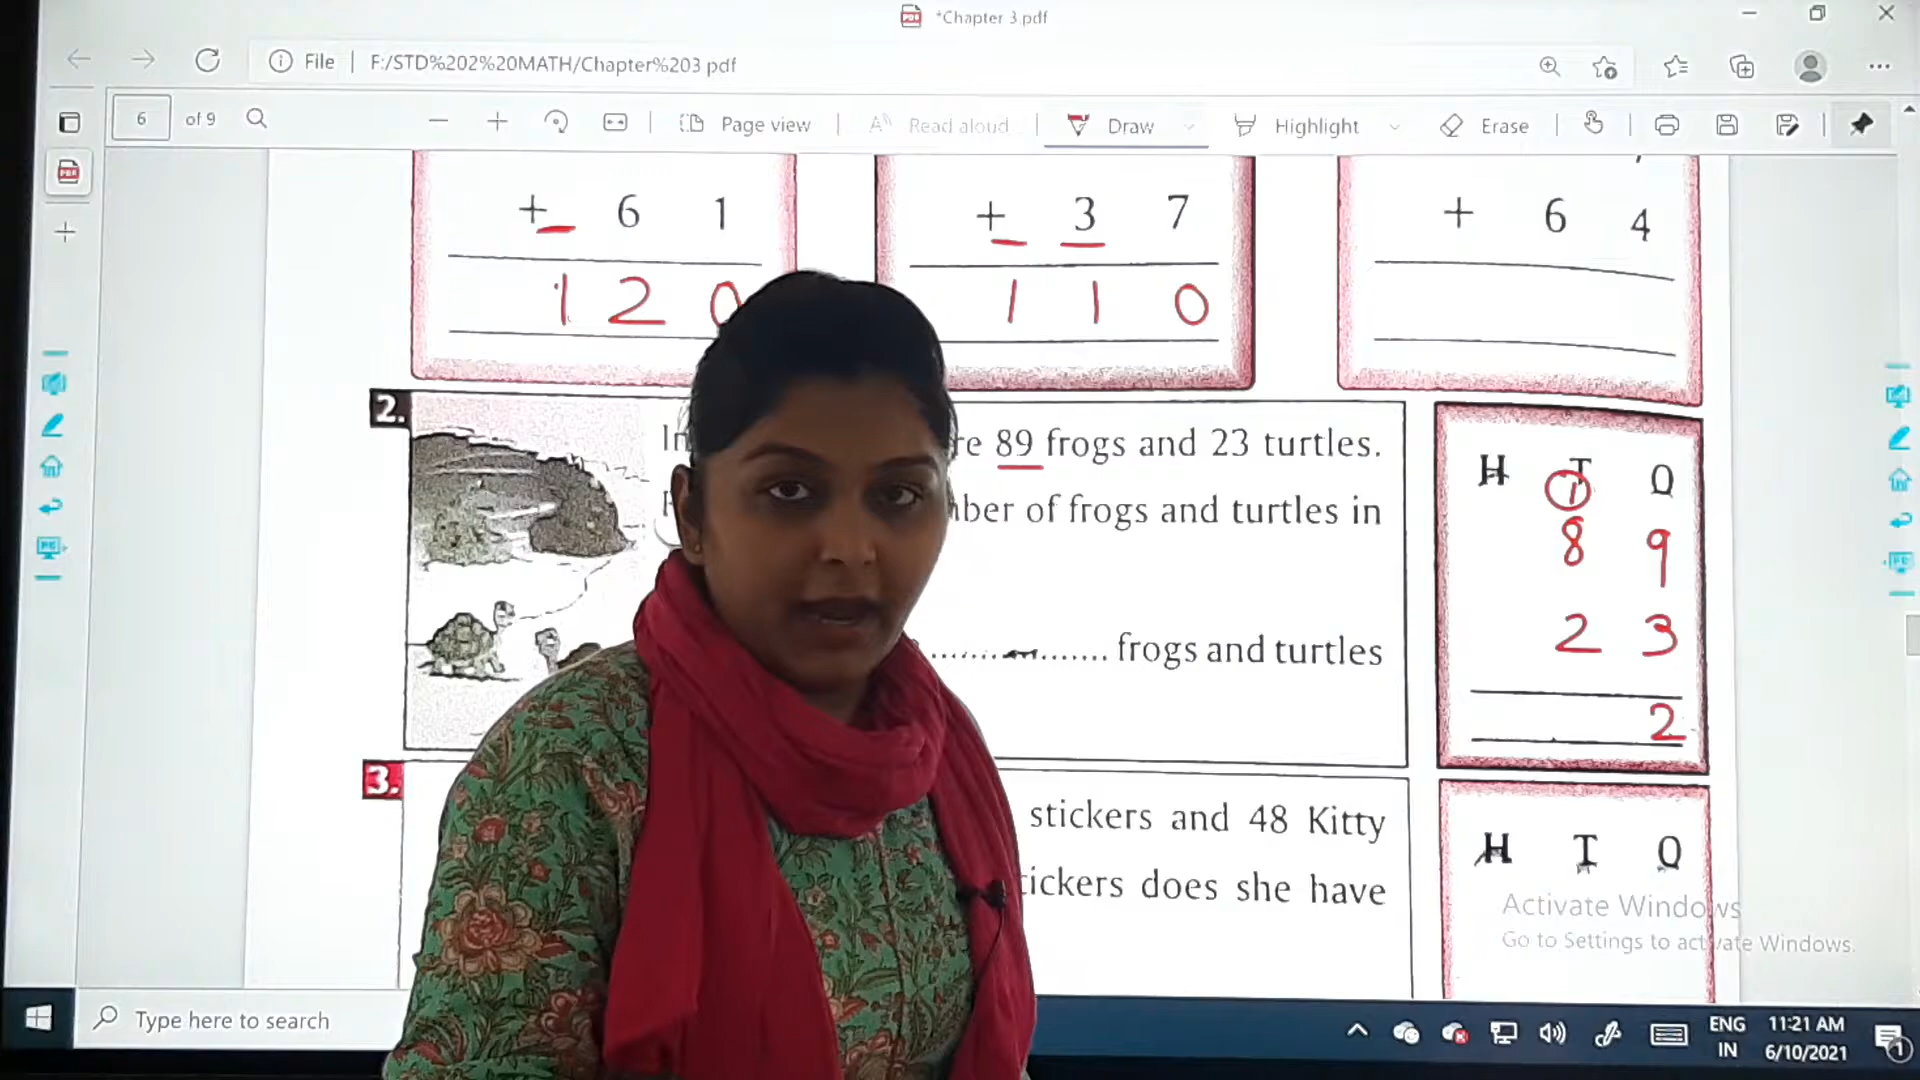 *Chapter 3.pdf
File F:/STD%202%20MATH/Chapter%203 pdf
6 of 9 Page view Read aloud Draw Highlight Erase
+ 6 1
1 2 0
+ 3 7
1 1 0
+ 6 4
2.
89 frogs and 23 turtles.
of frogs and turtles in
.................. frogs and turtles
H T O
1
8 9
2 3
2
3.
stickers and 48 Kitty
does she have
H T O
Activate Windows
Go to Settings to activate Windows.
Type here to search
ENG
IN
11:21 AM
6/10/2021
1